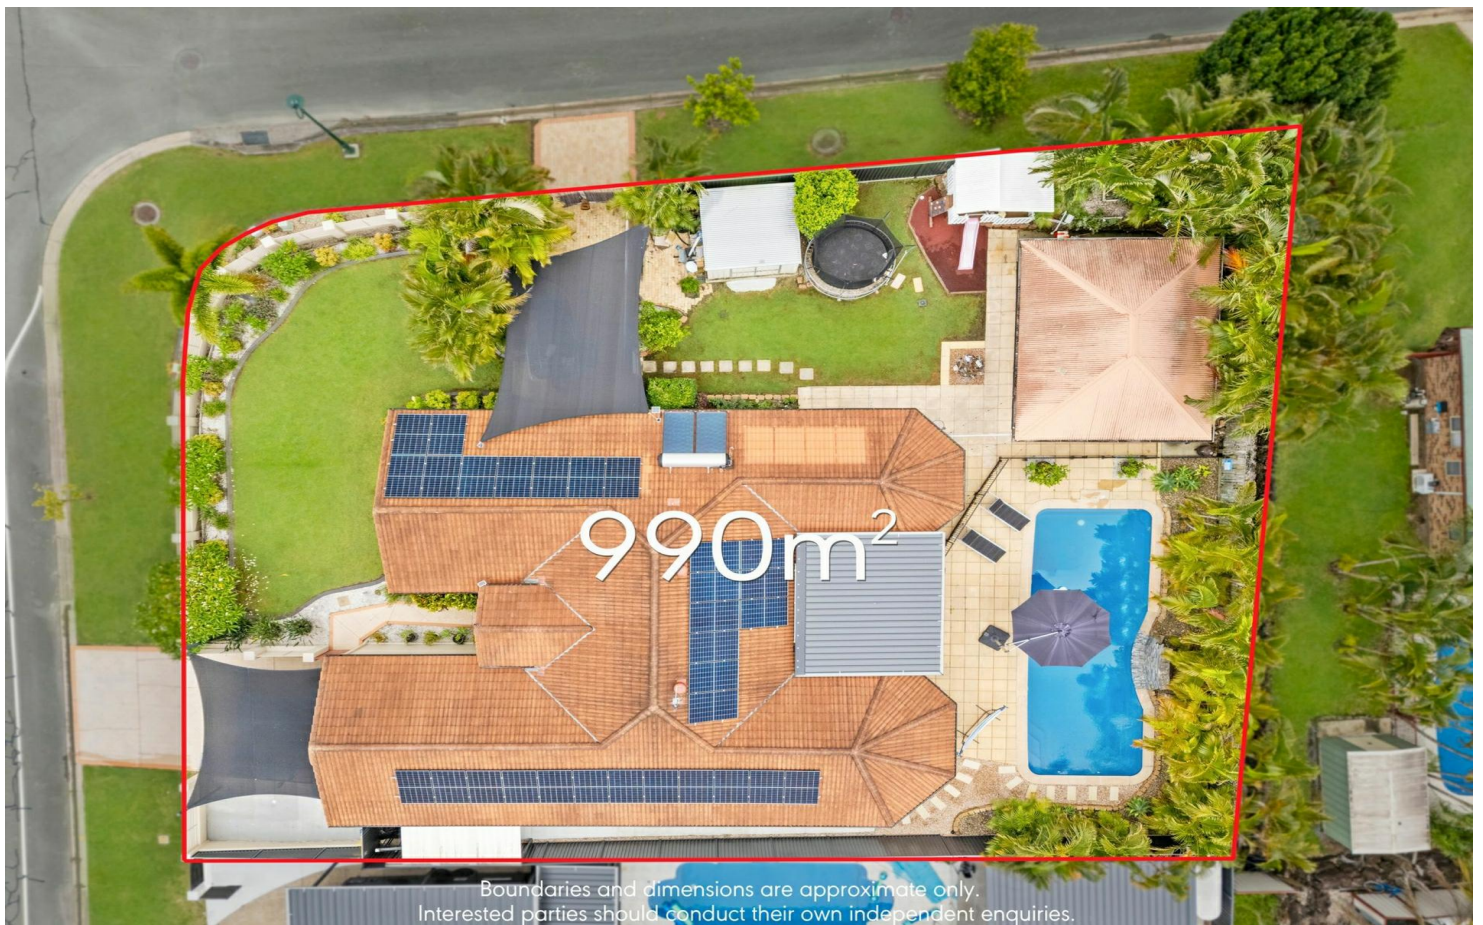 990m²
Boundaries and dimensions are approximate only.
Interested parties should conduct their own independent enquiries.